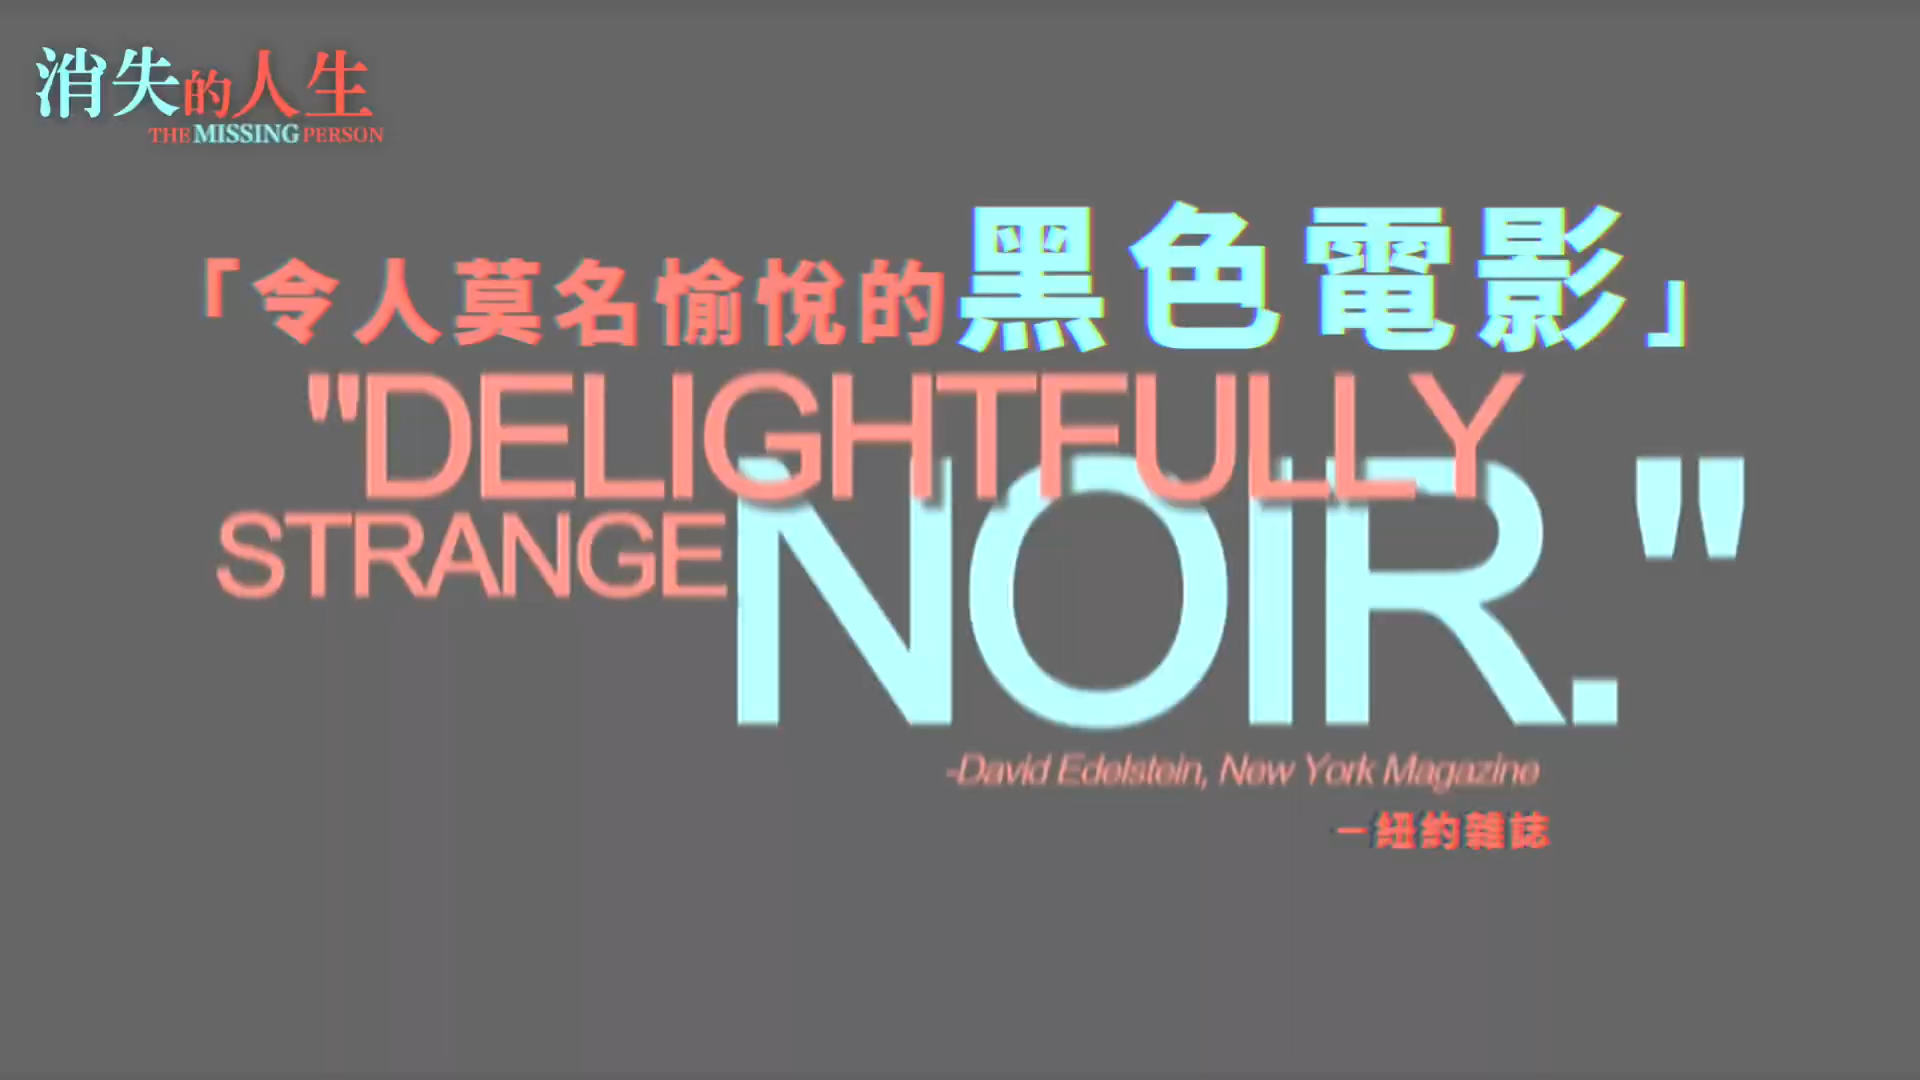 消失的人生
THE MISSING PERSON
「令人莫名愉悅的黑色電影」
"DELIGHTFULLY
STRANGE NOIR."
-David Edelstein, New York Magazine
－紐約雜誌